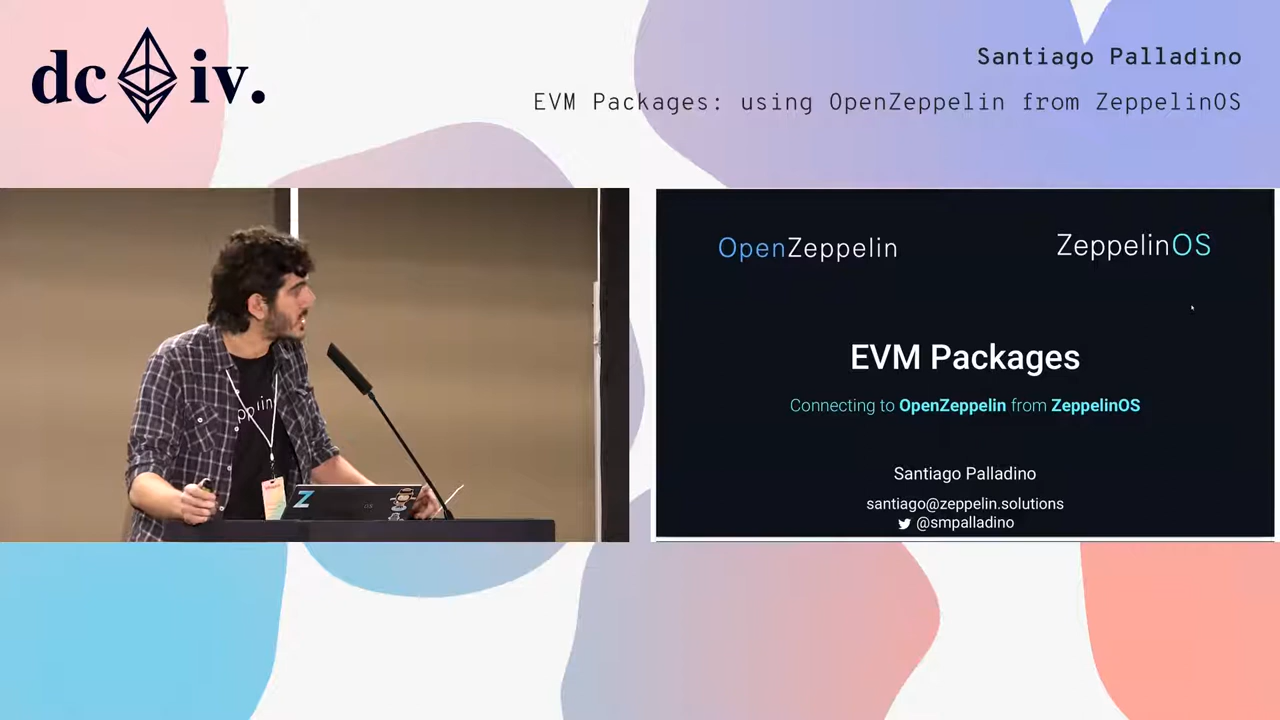 dc iv.
Santiago Palladino
EVM Packages: using OpenZeppelin from ZeppelinOS
OpenZeppelin
ZeppelinOS
EVM Packages
Connecting to OpenZeppelin from ZeppelinOS
Santiago Palladino
santiago@zeppelin.solutions
@smpalladino
Z